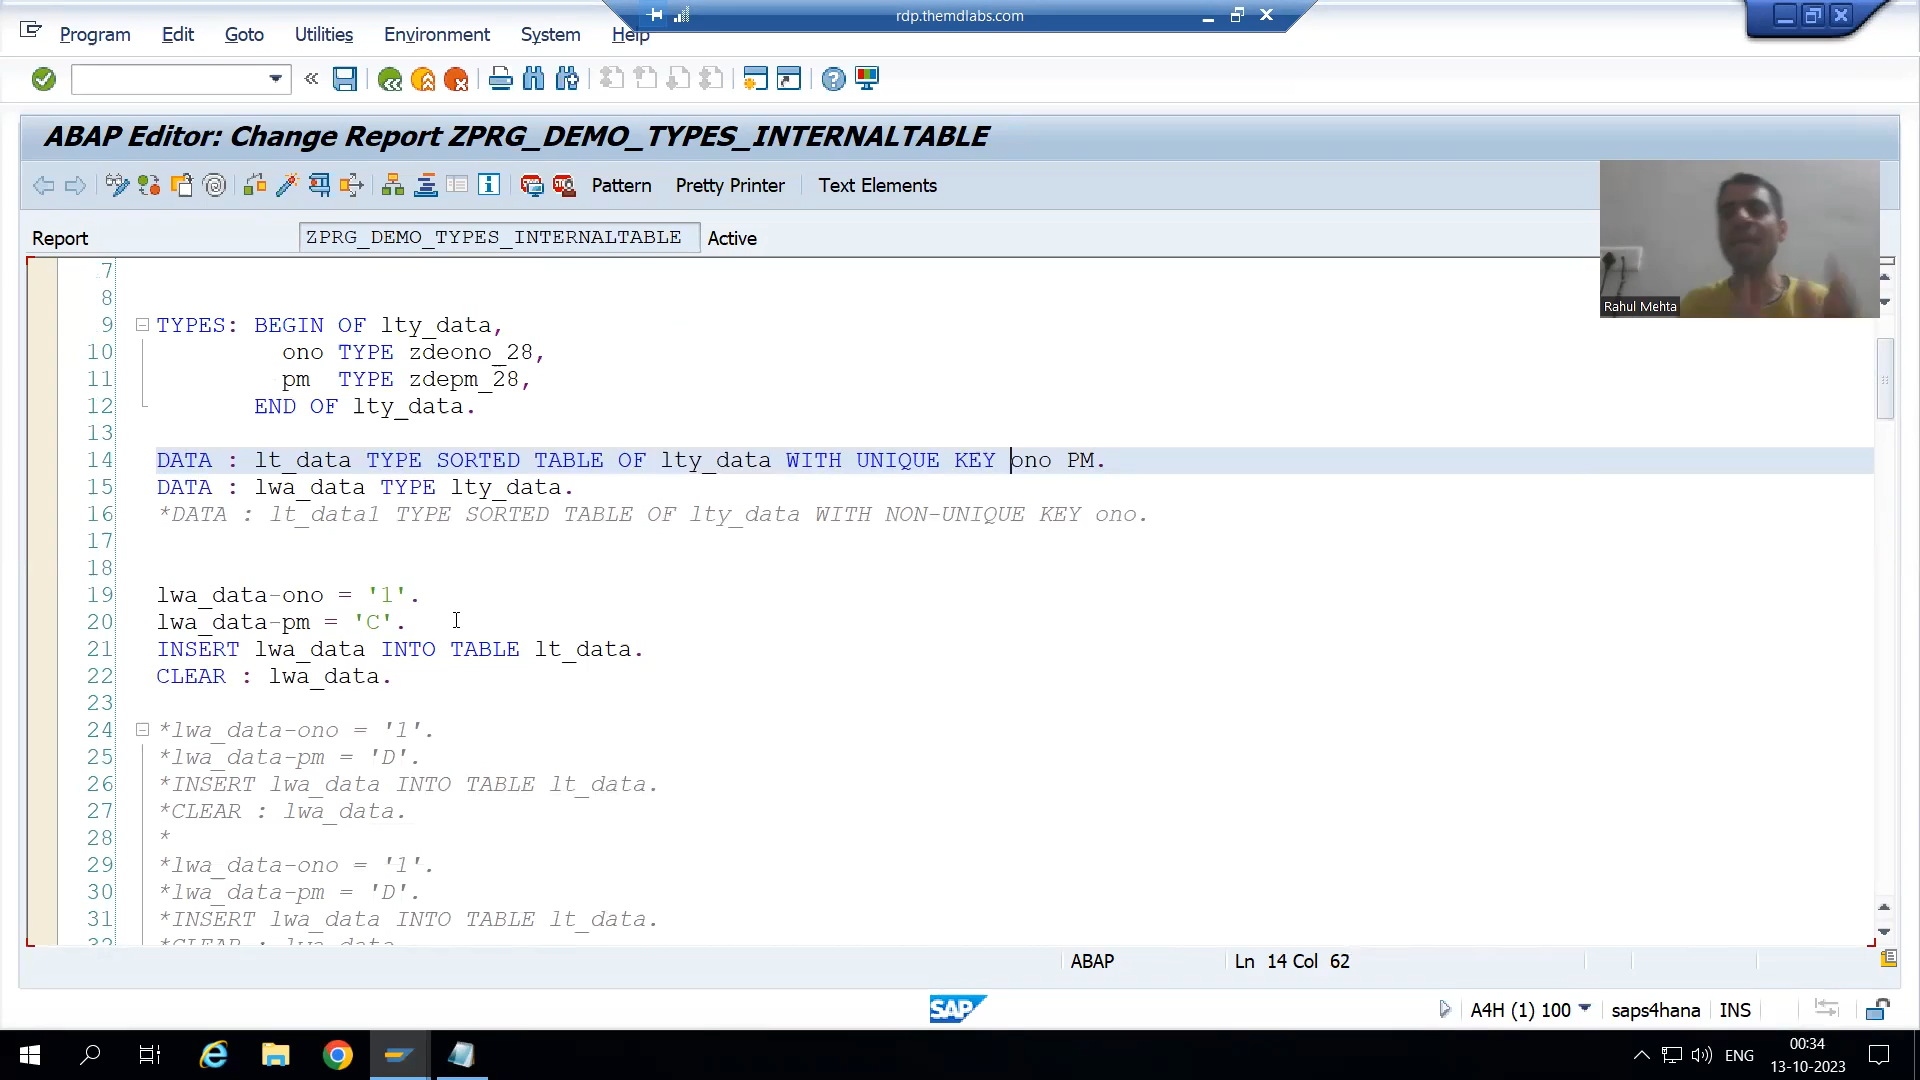 rdp.themdlabs.com
Program Edit Goto Utilities Environment System Help
ABAP Editor: Change Report ZPRG_DEMO_TYPES_INTERNALTABLE
Pattern Pretty Printer Text Elements
Report ZPRG_DEMO_TYPES_INTERNALTABLE Active
Rahul Mehta
7
8
9 TYPES: BEGIN OF lty_data,
10 ono TYPE zdeono_28,
11 pm TYPE zdepm_28,
12 END OF lty_data.
13
14 DATA : lt_data TYPE SORTED TABLE OF lty_data WITH UNIQUE KEY ono PM.
15 DATA : lwa_data TYPE lty_data.
16 *DATA : lt_data1 TYPE SORTED TABLE OF lty_data WITH NON-UNIQUE KEY ono.
17
18
19 lwa_data-ono = '1'.
20 lwa_data-pm = 'C'.
21 INSERT lwa_data INTO TABLE lt_data.
22 CLEAR : lwa_data.
23
24 *lwa_data-ono = '1'.
25 *lwa_data-pm = 'D'.
26 *INSERT lwa_data INTO TABLE lt_data.
27 *CLEAR : lwa_data.
28 *
29 *lwa_data-ono = '1'.
30 *lwa_data-pm = 'D'.
31 *INSERT lwa_data INTO TABLE lt_data.
32 *CLEAR : lwa_data.
ABAP Ln 14 Col 62
SAP A4H (1) 100 saps4hana INS
ENG 00:34
13-10-2023